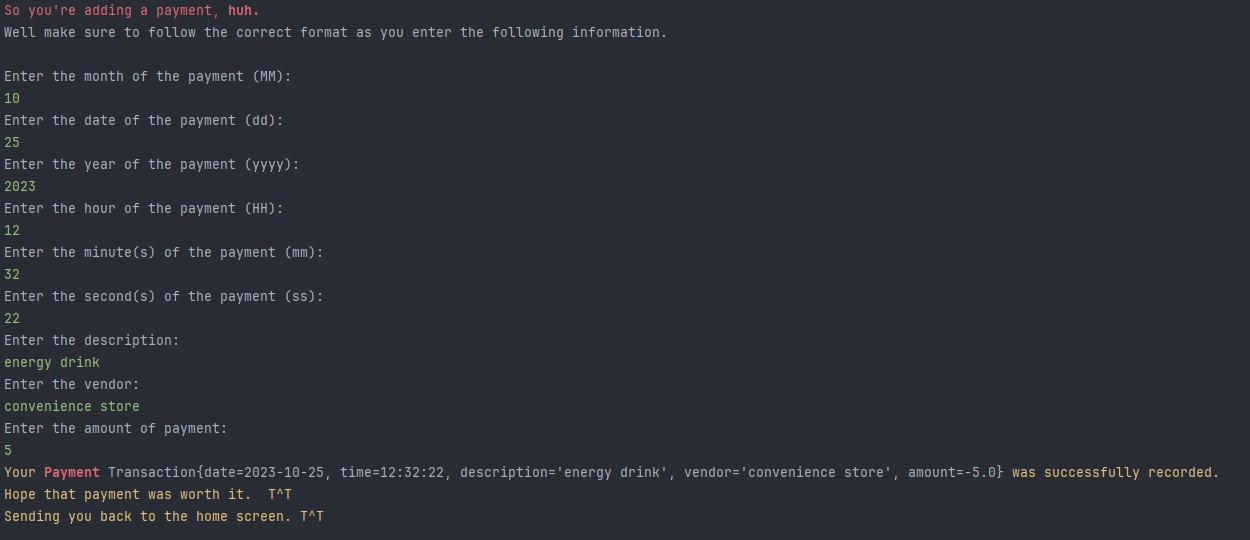 So you're adding a payment, huh.
Well make sure to follow the correct format as you enter the following information.
Enter the month of the payment (MM):
10
Enter the date of the payment (dd):
25
Enter the year of the payment (yyyy):
2023
Enter the hour of the payment (HH):
12
Enter the minute(s) of the payment (mm):
32
Enter the second(s) of the payment (ss):
22
Enter the description:
energy drink
Enter the vendor:
convenience store
Enter the amount of payment:
5
Your Payment Transaction{date=2023-10-25, time=12:32:22, description='energy drink', vendor='convenience store', amount=-5.0} was successfully recorded.
Hope that payment was worth it.  T^T
Sending you back to the home screen. T^T